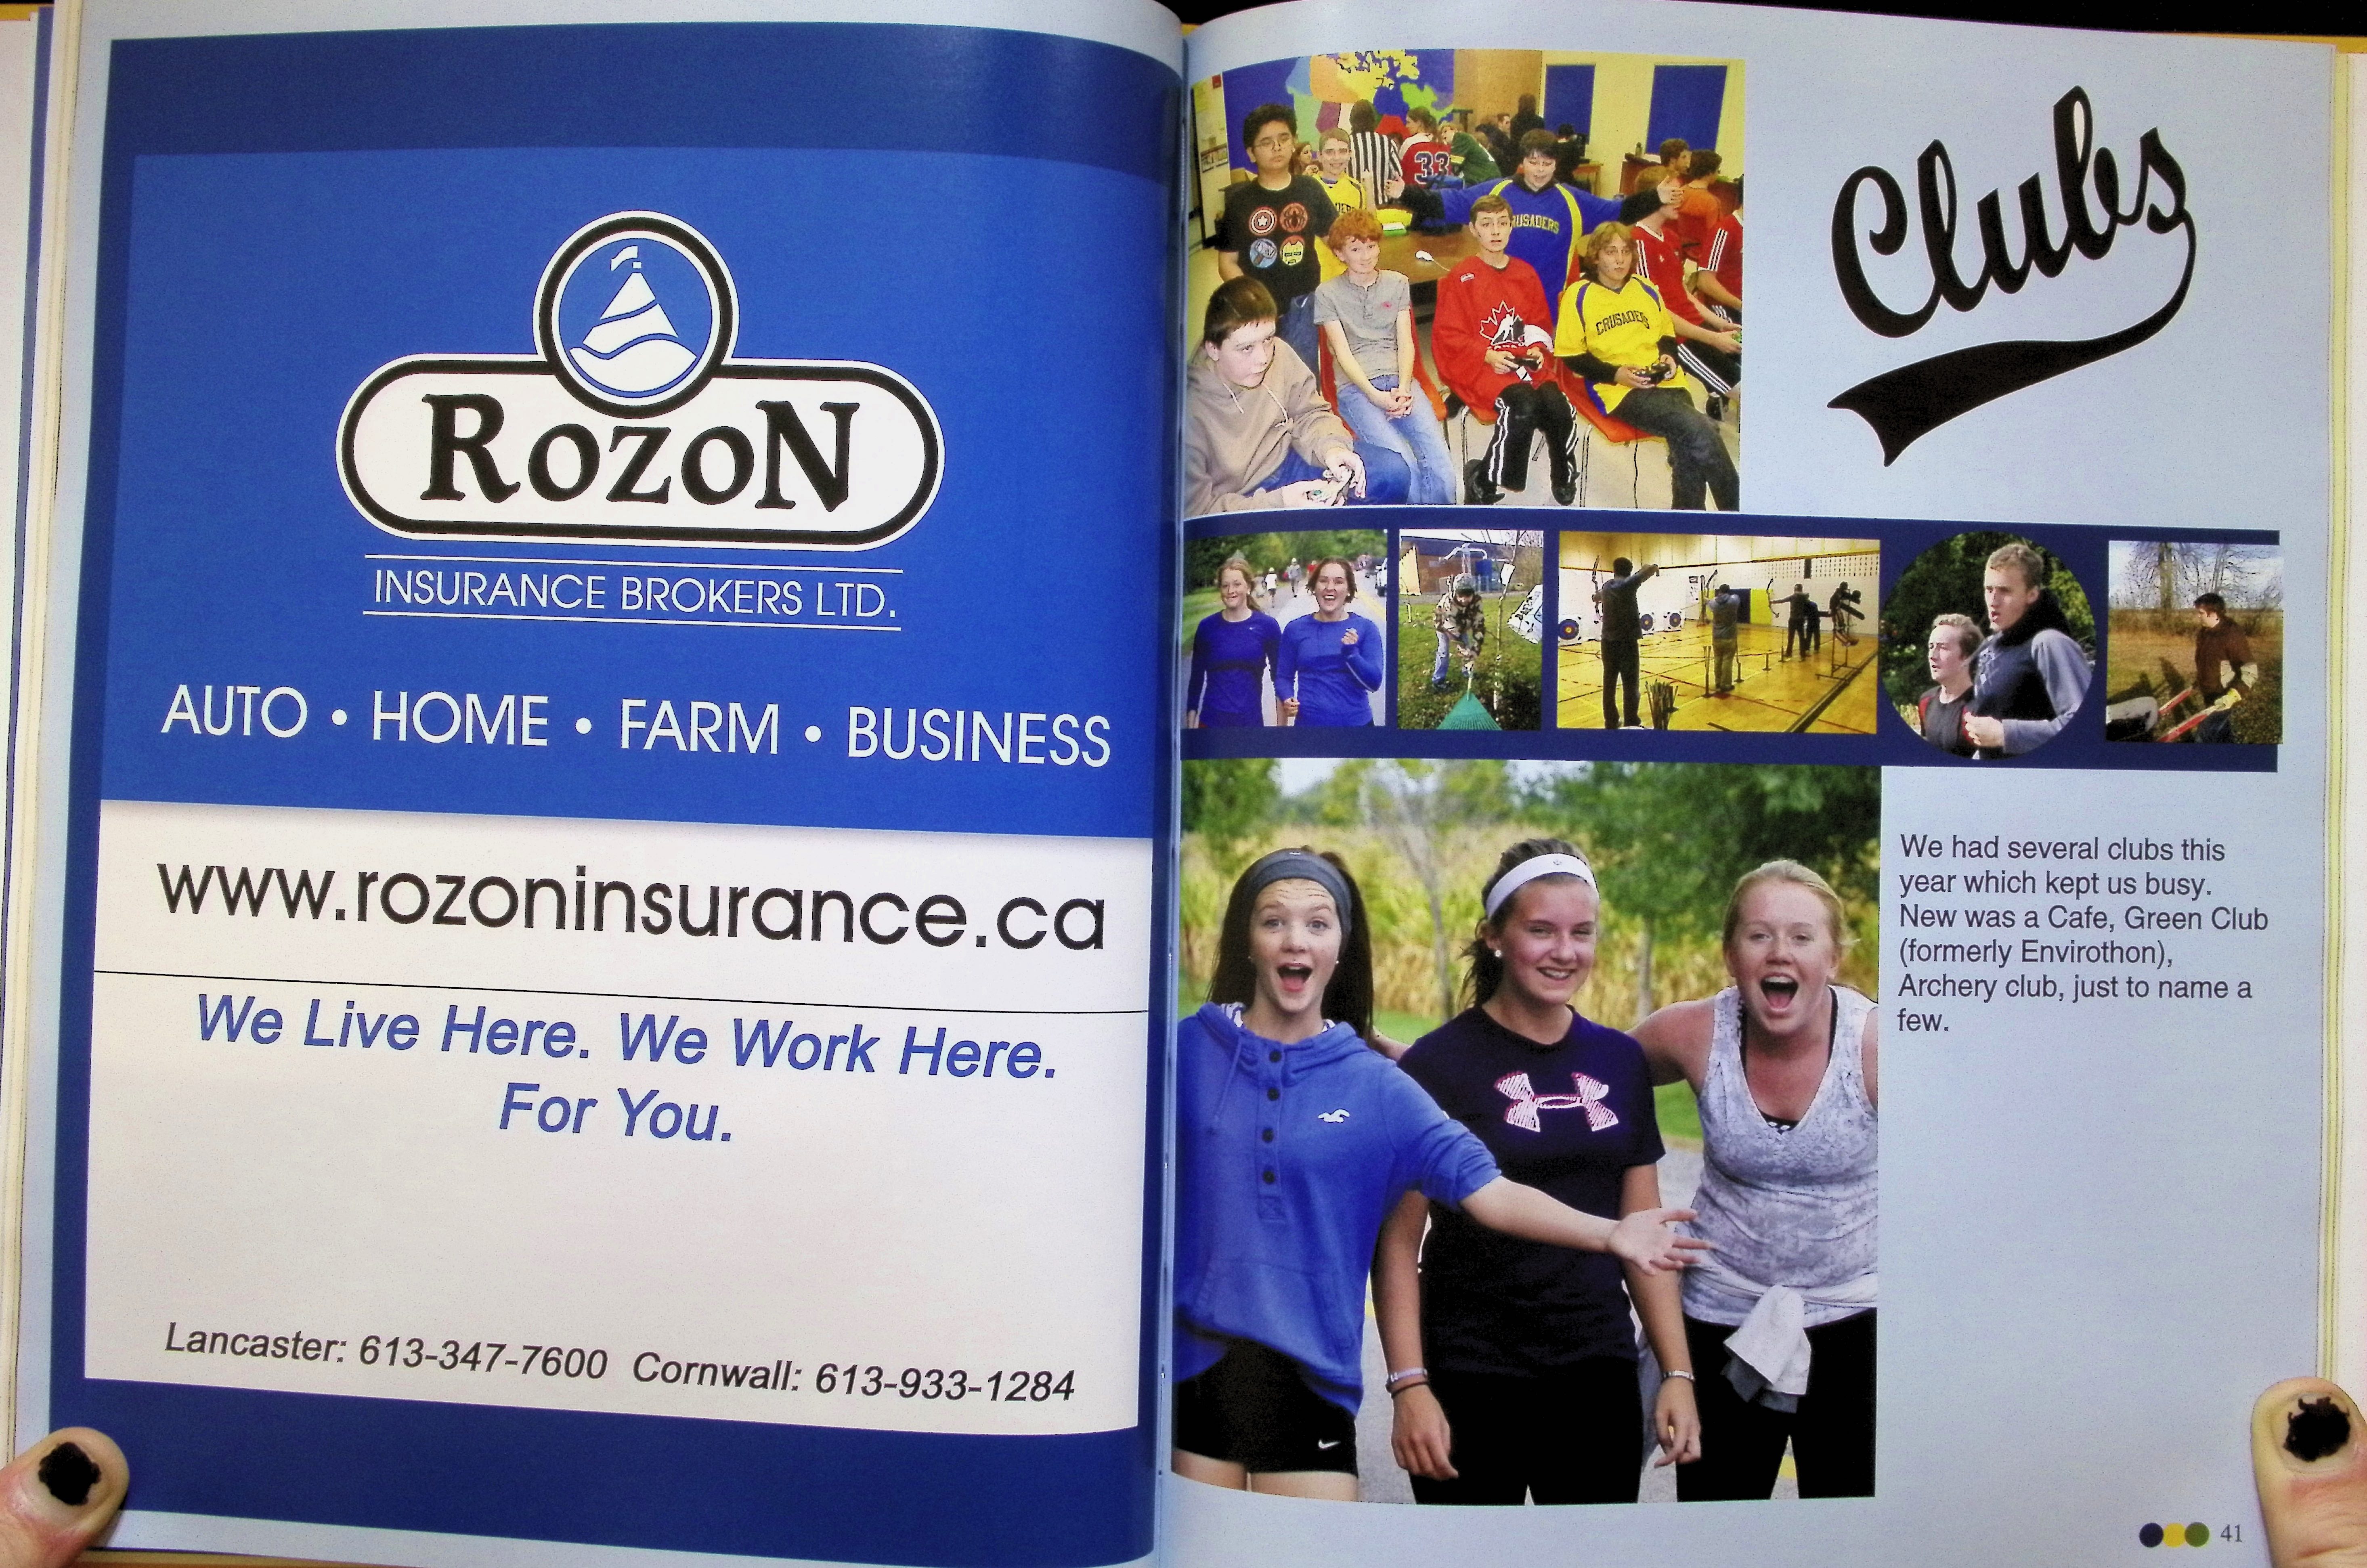 RozoN
INSURANCE BROKERS LTD.
AUTO • HOME • FARM • BUSINESS
www.rozoninsurance.ca
We Live Here. We Work Here.
For You.
Lancaster: 613-347-7600 Cornwall: 613-933-1284
Clubs
33
CRUSADERS
CRUSADERS
We had several clubs this
year which kept us busy.
New was a Cafe, Green Club
(formerly Envirothon),
Archery club, just to name a
few.
41